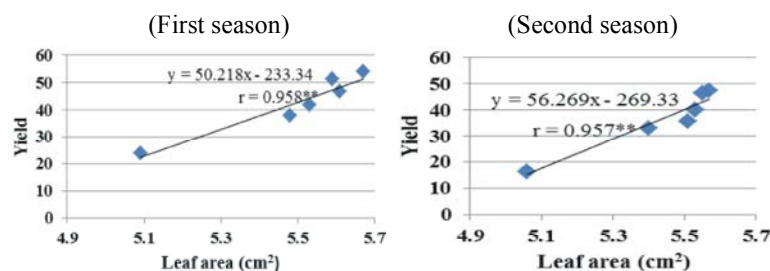 (First season)
60
50
40
30
20
10
0
Yield
y = 50.218x - 233.34
r = 0.958**
4.9 5.1 5.3 5.5 5.7
Leaf area (cm²)
(Second season)
60
50
40
30
20
10
0
Yield
y = 56.269x - 269.33
r = 0.957**
4.9 5.1 5.3 5.5 5.7
Leaf area (cm²)